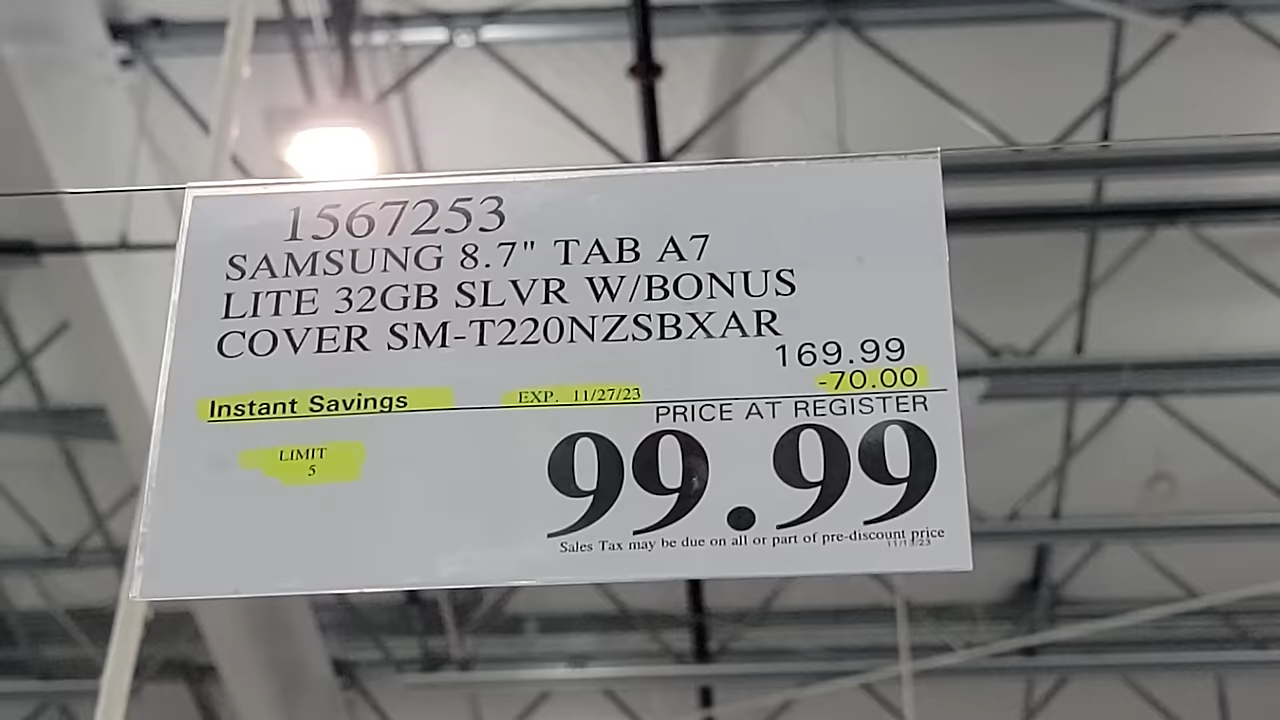 1567253
SAMSUNG 8.7" TAB A7
LITE 32GB SLVR W/BONUS
COVER SM-T220NZSBXAR
169.99
-70.00
Instant Savings EXP. 11/27/23
PRICE AT REGISTER
LIMIT
5
99.99
Sales Tax may be due on all or part of pre-discount price